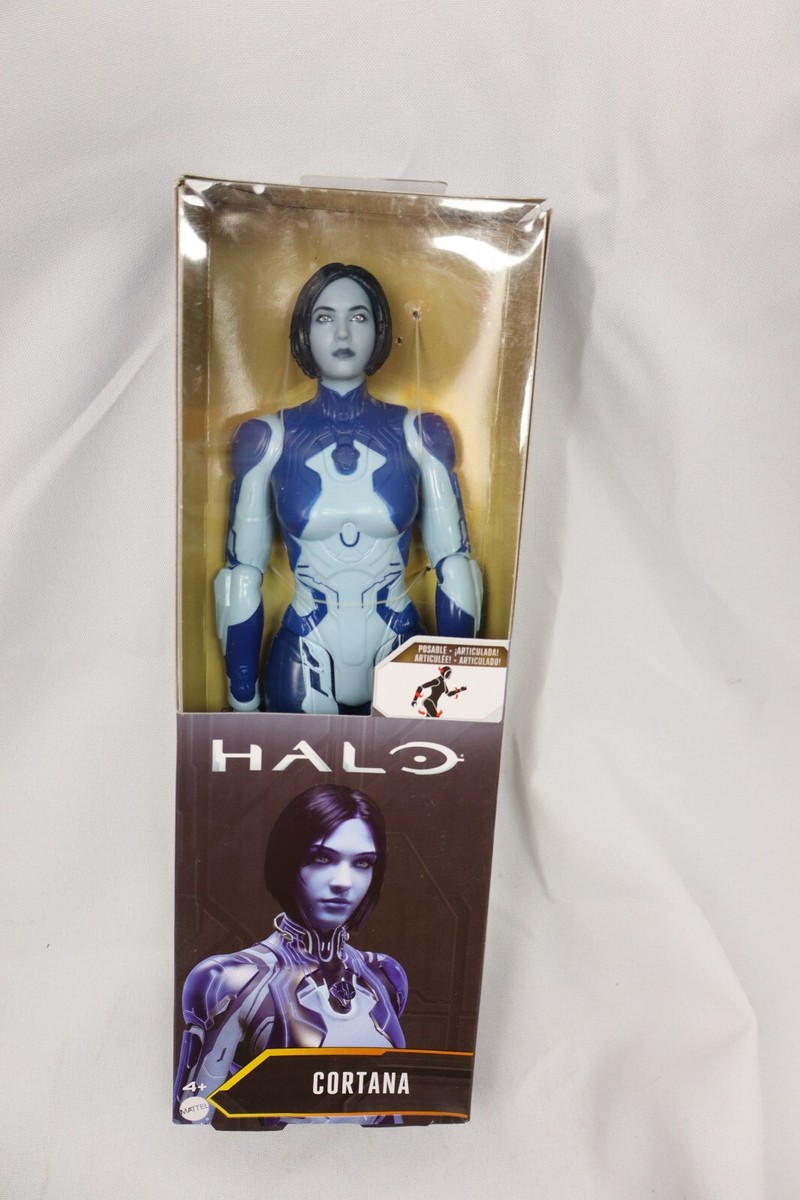 POSABLE - ¡ARTICULADA!
ARTICULÉE! - ARTICULADO!
HALO
CORTANA
4+
MATTEL